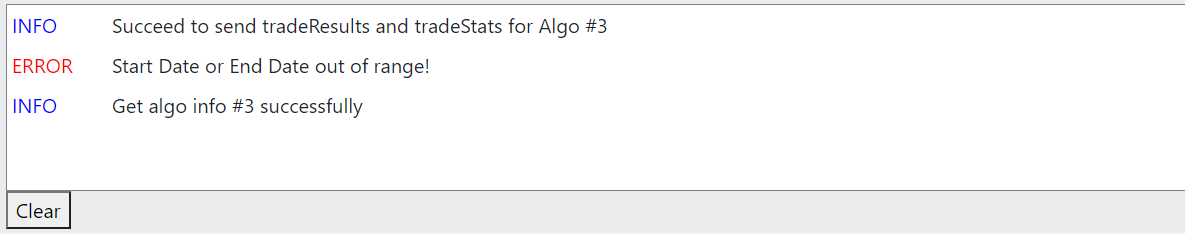 INFO Succeed to send tradeResults and tradeStats for Algo #3
ERROR Start Date or End Date out of range!
INFO Get algo info #3 successfully
Clear